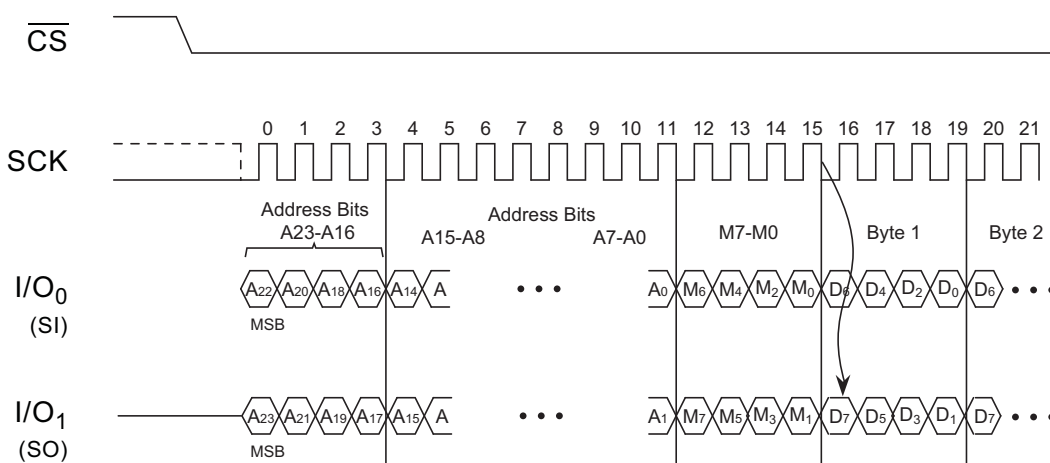 CS
0 1 2 3 4 5 6 7 8 9 10 11 12 13 14 15 16 17 18 19 20 21
SCK
Address Bits
A23-A16
Address Bits
A15-A8 A7-A0 M7-M0 Byte 1 Byte 2
I/O0
(SI)
A22 A20 A18 A16 A14 A • • • A0 M6 M4 M2 M0 D6 D4 D2 D0 D6 • • •
MSB
I/O1
(SO)
A23 A21 A19 A17 A15 A • • • A1 M7 M5 M3 M1 D7 D5 D3 D1 D7 • • •
MSB